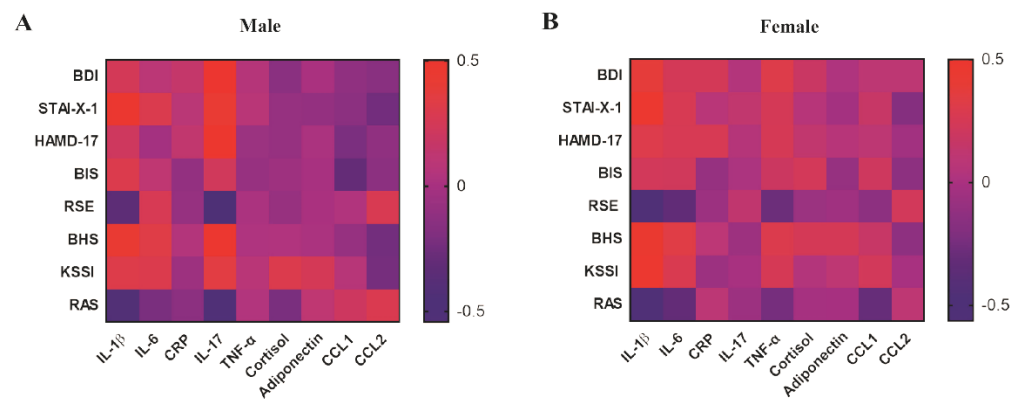 A
Male
BDI
STAI-X-1
HAMD-17
BIS
RSE
BHS
KSSI
RAS
IL-1β
IL-6
CRP
IL-17
TNF-α
Cortisol
Adiponectin
CCL1
CCL2
0.5
0
-0.5
B
Female
BDI
STAI-X-1
HAMD-17
BIS
RSE
BHS
KSSI
RAS
IL-1β
IL-6
CRP
IL-17
TNF-α
Cortisol
Adiponectin
CCL1
CCL2
0.5
0
-0.5